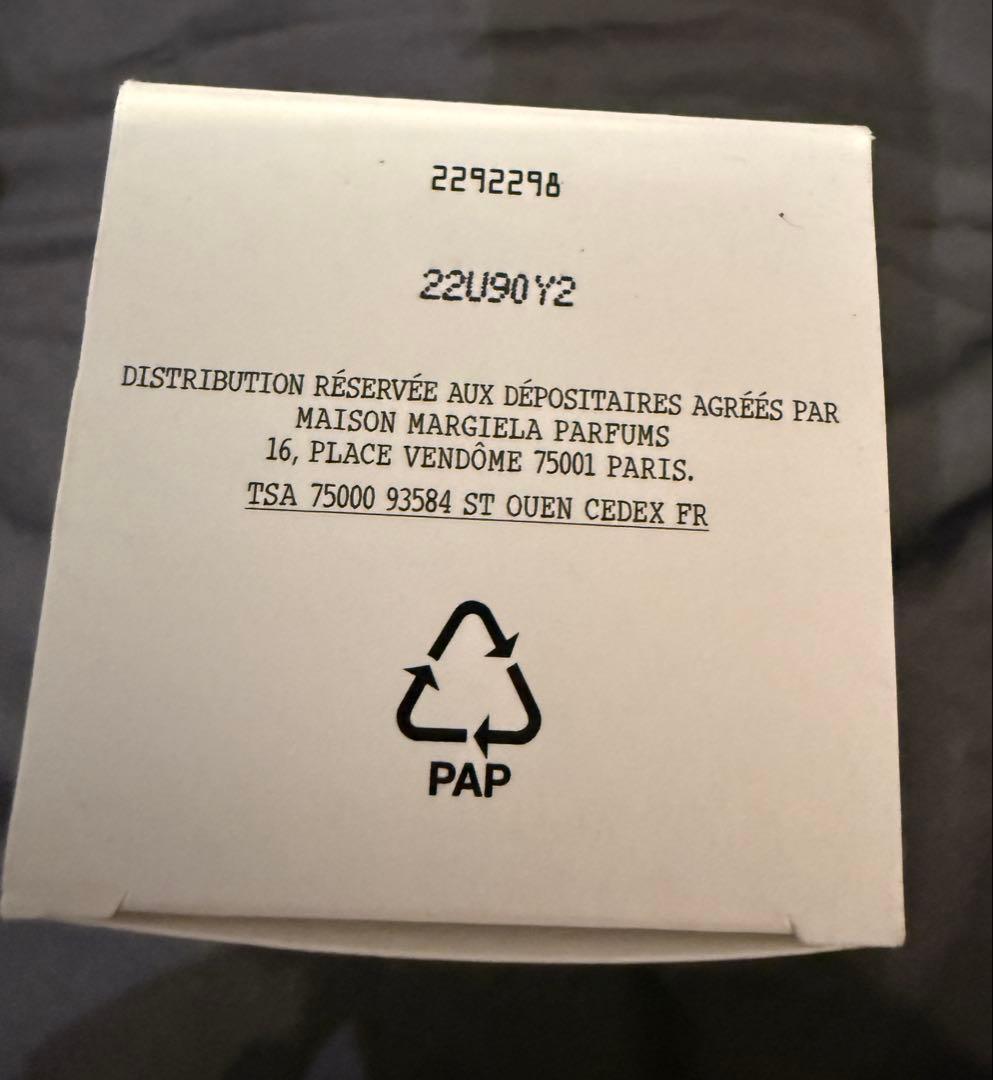 2292298
22U90Y2
DISTRIBUTION RÉSERVÉE AUX DÉPOSITAIRES AGRÉÉS PAR
MAISON MARGIELA PARFUMS
16, PLACE VENDÔME 75001 PARIS.
TSA 75000 93584 ST OUEN CEDEX FR
PAP